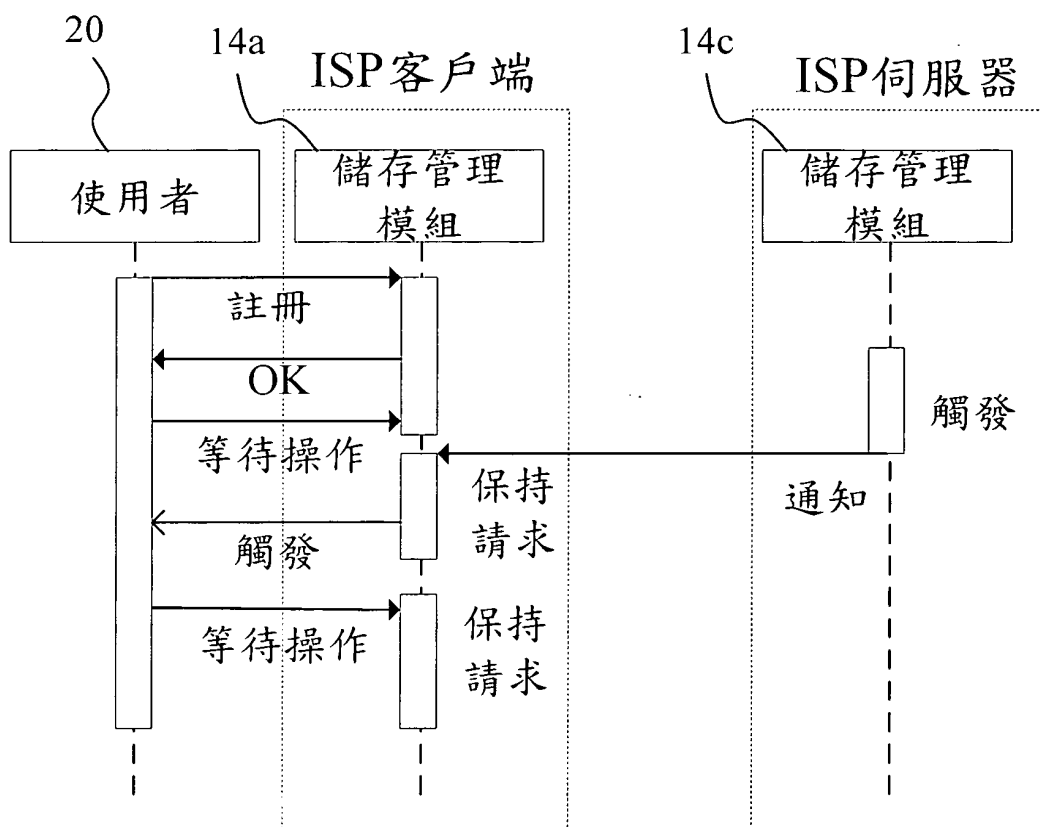 20
14a
ISP客戶端
14c
ISP伺服器
使用者
儲存管理
模組
儲存管理
模組
註冊
OK
觸發
等待操作
保持
請求
通知
觸發
等待操作
保持
請求